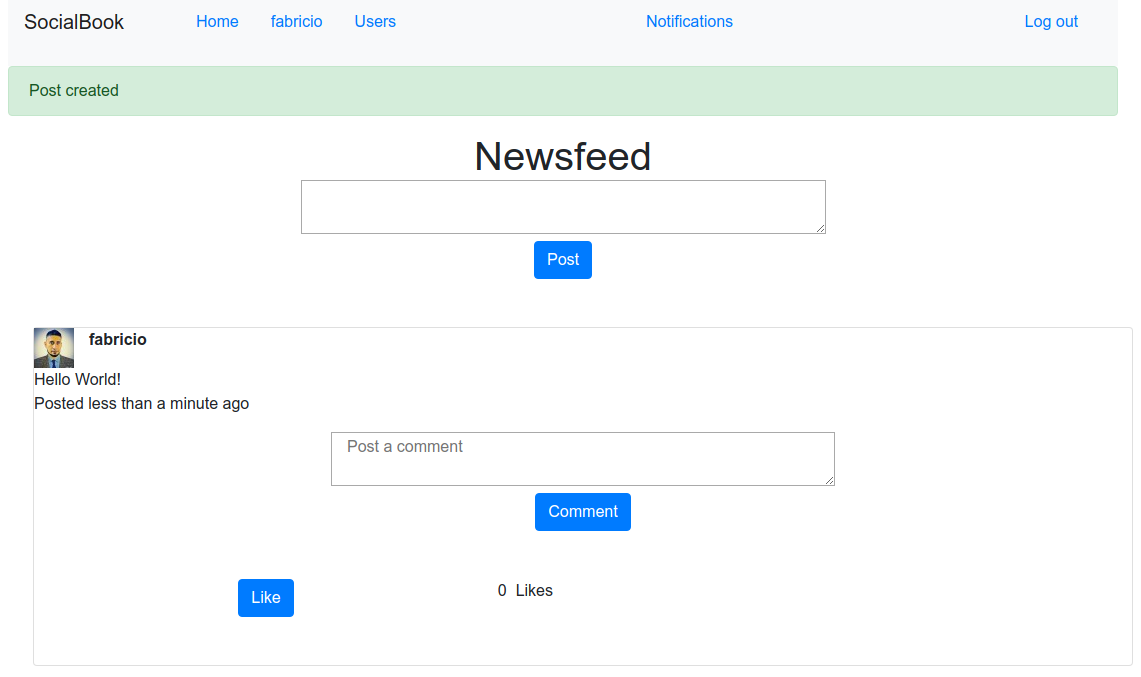 SocialBook Home fabricio Users Notifications Log out
Post created
Newsfeed
Post
fabricio
Hello World!
Posted less than a minute ago
Post a comment
Comment
Like 0 Likes